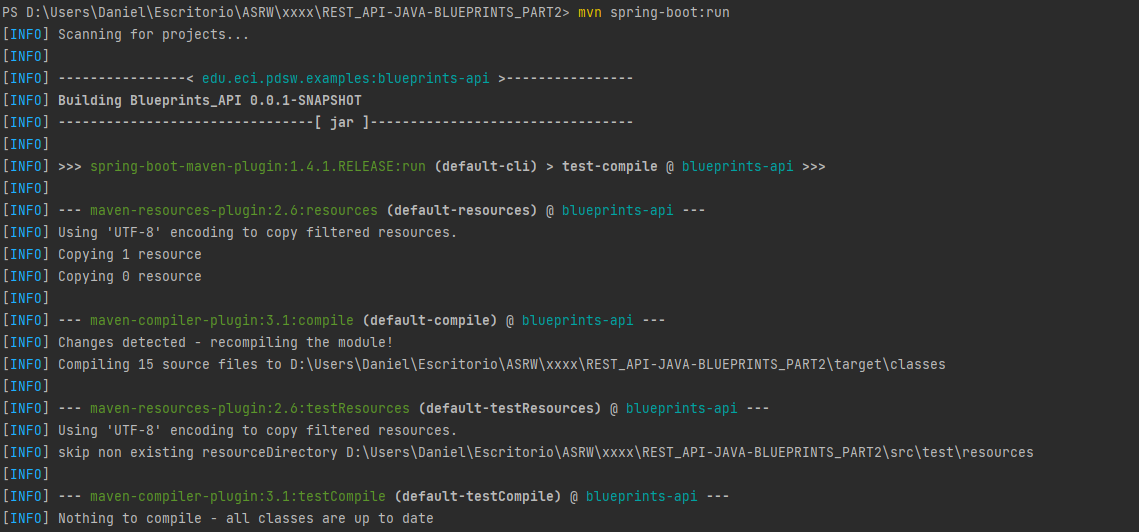 PS D:\Users\Daniel\Escritorio\ASRW\xxxx\REST_API-JAVA-BLUEPRINTS_PART2> mvn spring-boot:run
[INFO] Scanning for projects...
[INFO]
[INFO] ----------------< edu.eci.pdsw.examples:blueprints-api >----------------
[INFO] Building Blueprints_API 0.0.1-SNAPSHOT
[INFO] --------------------------------[ jar ]---------------------------------
[INFO]
[INFO] >>> spring-boot-maven-plugin:1.4.1.RELEASE:run (default-cli) > test-compile @ blueprints-api >>>
[INFO]
[INFO] --- maven-resources-plugin:2.6:resources (default-resources) @ blueprints-api ---
[INFO] Using 'UTF-8' encoding to copy filtered resources.
[INFO] Copying 1 resource
[INFO] Copying 0 resource
[INFO]
[INFO] --- maven-compiler-plugin:3.1:compile (default-compile) @ blueprints-api ---
[INFO] Changes detected - recompiling the module!
[INFO] Compiling 15 source files to D:\Users\Daniel\Escritorio\ASRW\xxxx\REST_API-JAVA-BLUEPRINTS_PART2\target\classes
[INFO]
[INFO] --- maven-resources-plugin:2.6:testResources (default-testResources) @ blueprints-api ---
[INFO] Using 'UTF-8' encoding to copy filtered resources.
[INFO] skip non existing resourceDirectory D:\Users\Daniel\Escritorio\ASRW\xxxx\REST_API-JAVA-BLUEPRINTS_PART2\src\test\resources
[INFO]
[INFO] --- maven-compiler-plugin:3.1:testCompile (default-testCompile) @ blueprints-api ---
[INFO] Nothing to compile - all classes are up to date